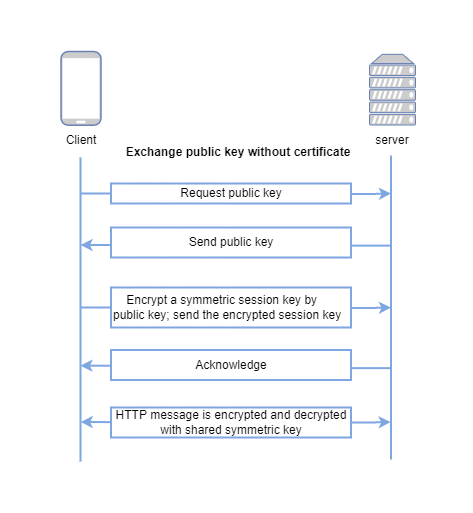 Client
server
Exchange public key without certificate
Request public key
Send public key
Encrypt a symmetric session key by
public key; send the encrypted session key
Acknowledge
HTTP message is encrypted and decrypted
with shared symmetric key